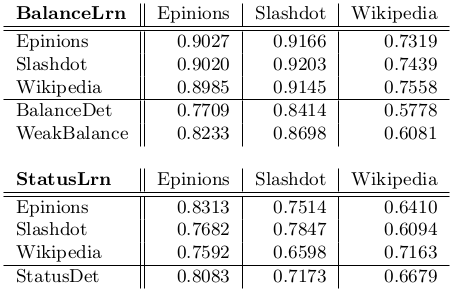 BalanceLrn Epinions Slashdot Wikipedia
Epinions 0.9027 0.9166 0.7319
Slashdot 0.9020 0.9203 0.7439
Wikipedia 0.8985 0.9145 0.7558
BalanceDet 0.7709 0.8414 0.5778
WeakBalance 0.8233 0.8698 0.6081
StatusLrn Epinions Slashdot Wikipedia
Epinions 0.8313 0.7514 0.6410
Slashdot 0.7682 0.7847 0.6094
Wikipedia 0.7592 0.6598 0.7163
StatusDet 0.8083 0.7173 0.6679